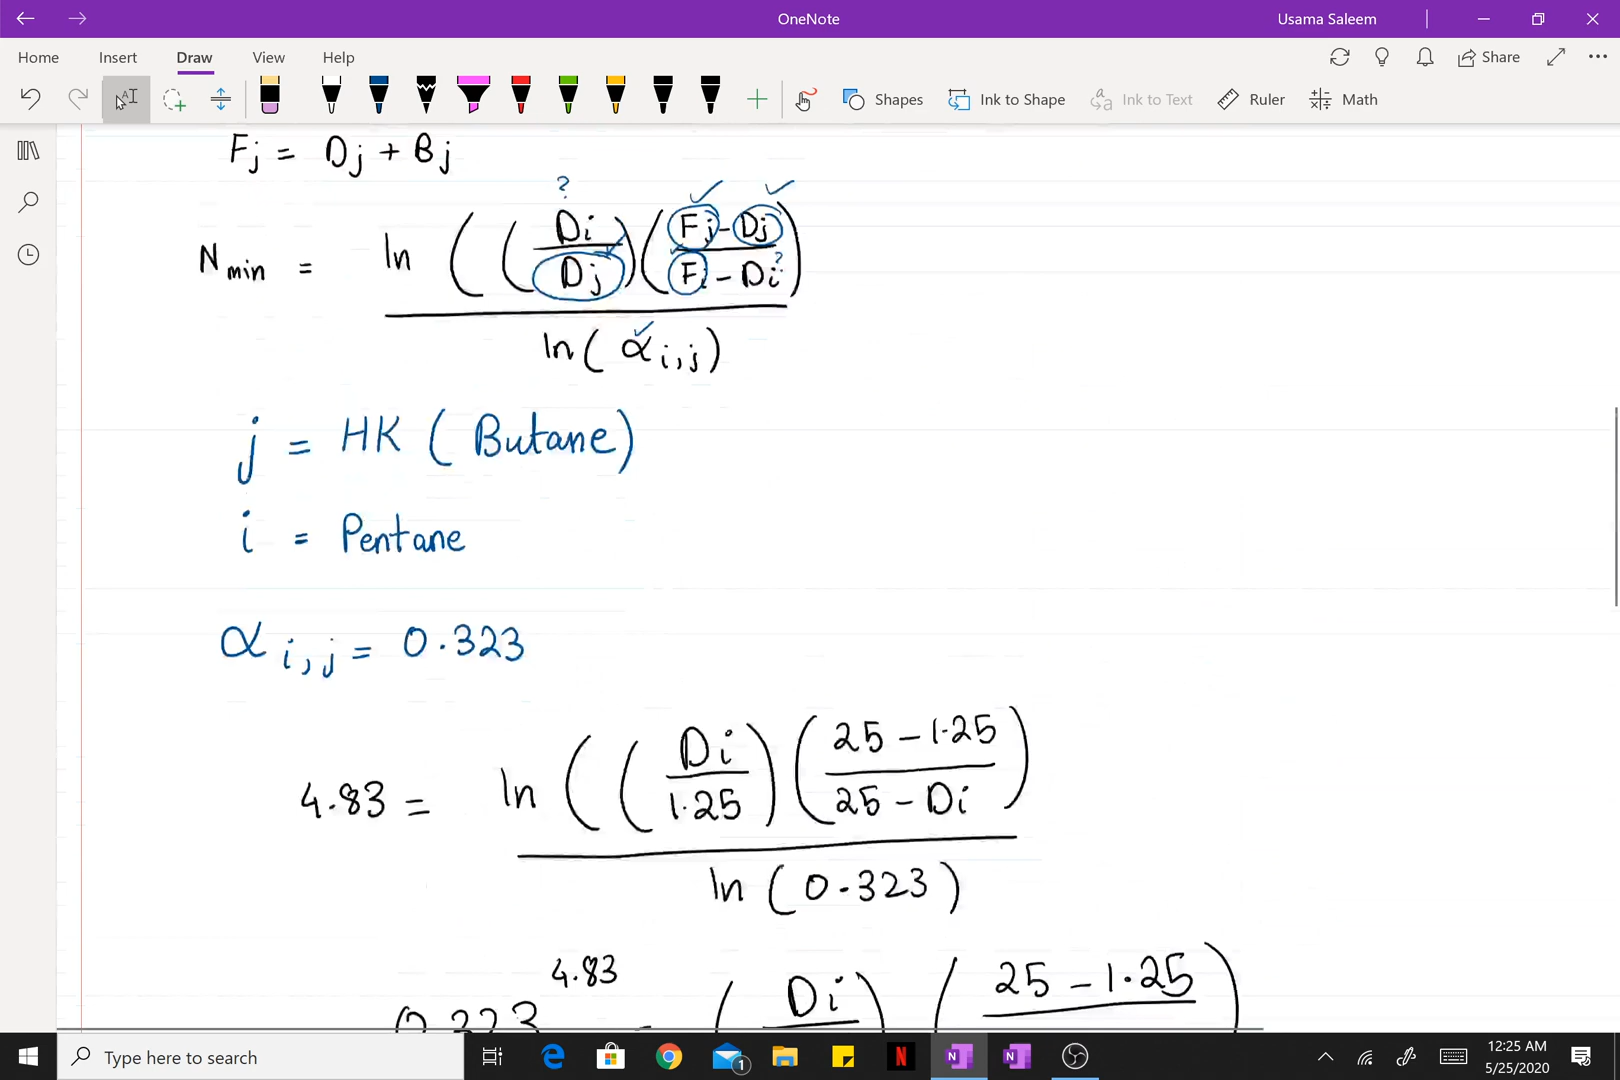 OneNote
Usama Saleem
Home Insert Draw View Help
Share
Shapes Ink to Shape Ink to Text Ruler Math
Fj = Dj + Bj
?
Nmin = ln ( ( Di / Dj ) ( Fj - Dj / Fi - Di ? ) ) / ln ( αi,j )
j = HK ( Butane )
i = Pentane
αi,j = 0.323
4.83 = ln ( ( Di / 1.25 ) ( 25 - 1.25 / 25 - Di ) / ln ( 0.323 )
0.323 4.83 = ( Di ) ( 25 - 1.25 )
Type here to search
1
12:25 AM
5/25/2020